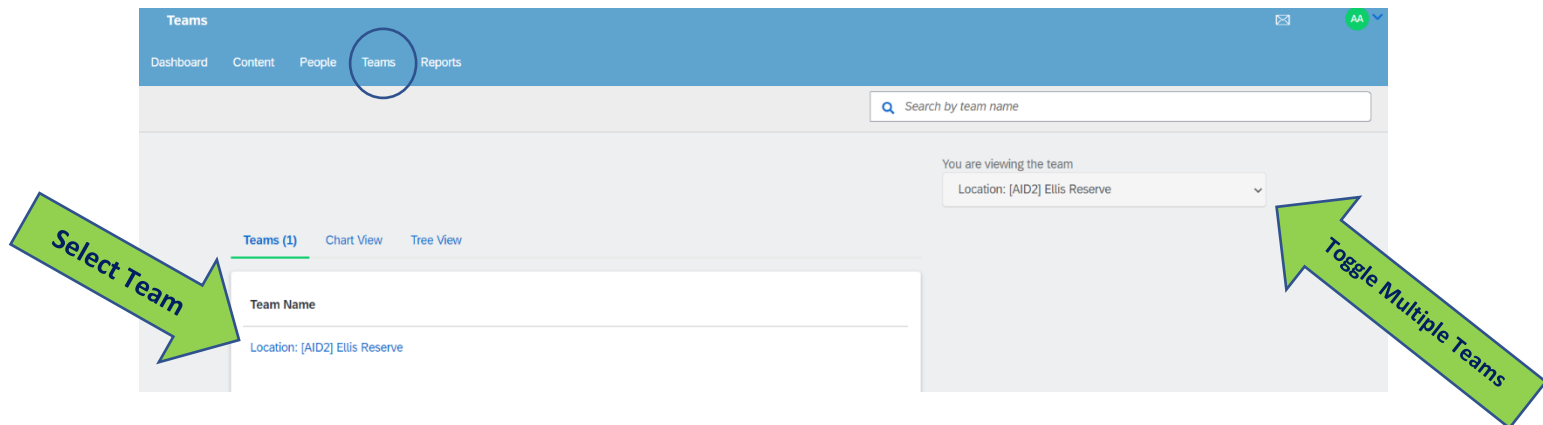 Teams
AA
Dashboard Content People Teams Reports
Search by team name
You are viewing the team
Location: [AID2] Ellis Reserve
Select Team
Toggle Multiple Teams
Teams (1) Chart View Tree View
Team Name
Location: [AID2] Ellis Reserve